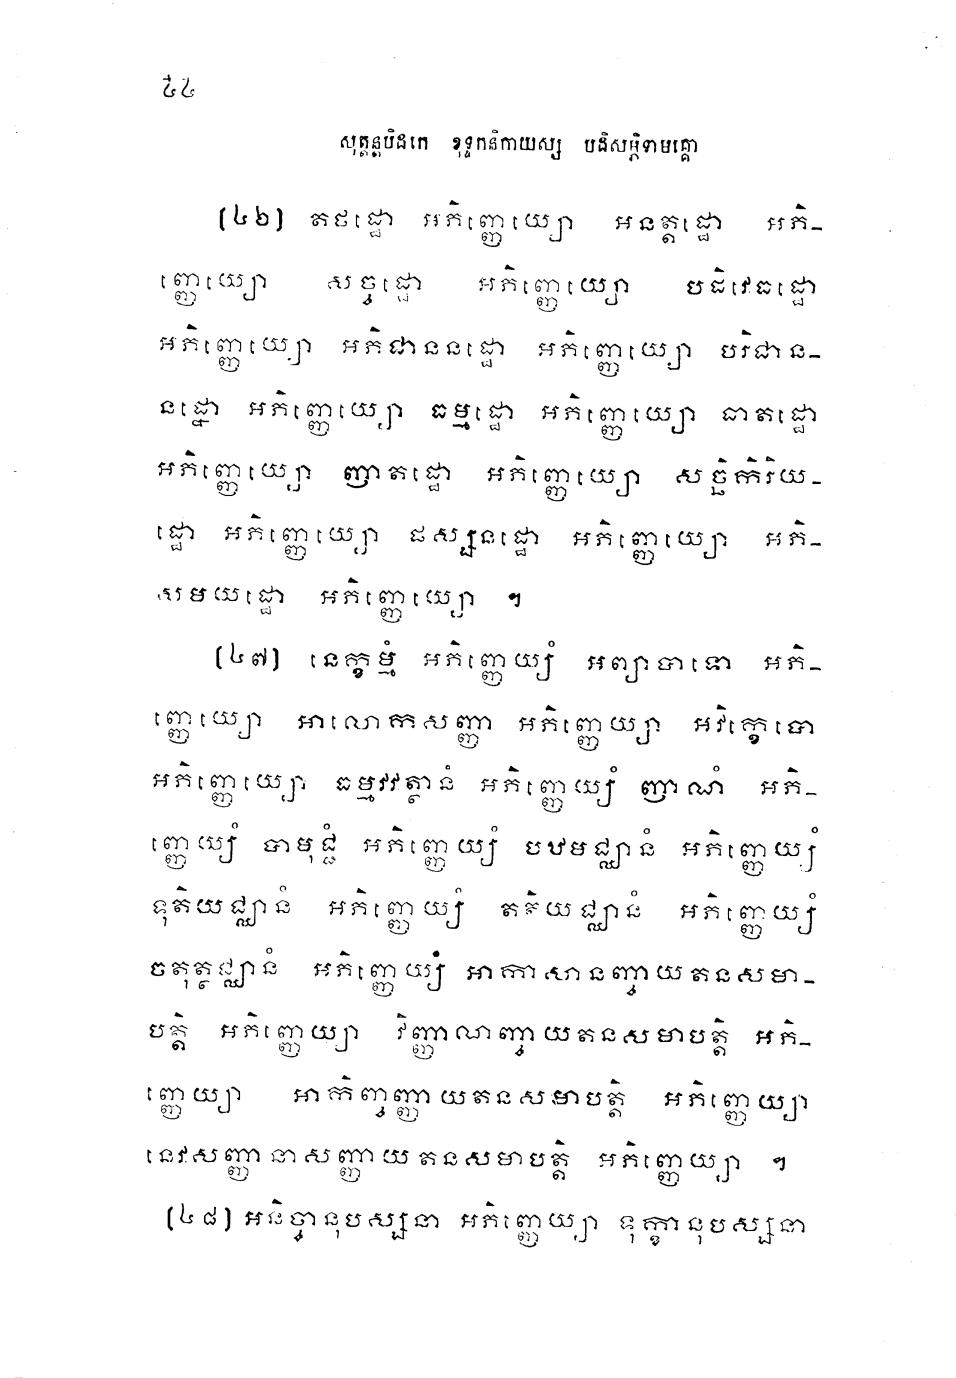 ៤៤
សុត្តន្តបិដកេ ខុទ្ទកនិកាយស្ស បដិសម្ភិទាមគ្គោ
(៤៦) តថដ្ឋោ អភិញ្ញេយ្យោ អនត្តដ្ឋោ អភិ-
ញ្ញេយ្យោ សច្ចដ្ឋោ អភិញ្ញេយ្យោ បដិវេធដ្ឋោ
អភិញ្ញេយ្យោ អភិជាននដ្ឋោ អភិញ្ញេយ្យោ បរិជាន-
នដ្ឋោ អភិញ្ញេយ្យោ ធម្មដ្ឋោ អភិញ្ញេយ្យោ ធាតដ្ឋោ
អភិញ្ញេយ្យោ ញាតដ្ឋោ អភិញ្ញេយ្យោ សច្ឆិកិរិយ-
ដ្ឋោ អភិញ្ញេយ្យោ ផស្សនដ្ឋោ អភិញ្ញេយ្យោ អភិ-
សមយដ្ឋោ អភិញ្ញេយ្យោ ។
(៤៧) នេក្ខម្មំ អភិញ្ញេយ្យំ អព្យាបាទោ អភិ-
ញ្ញេយ្យោ អាលោកសញ្ញា អភិញ្ញេយ្យា អវិក្ខេបោ
អភិញ្ញេយ្យោ ធម្មវវត្ថានំ អភិញ្ញេយ្យំ ញាណំ អភិ-
ញ្ញេយ្យំ បាមុជ្ជំ អភិញ្ញេយ្យំ បឋមជ្ឈានំ អភិញ្ញេយ្យំ
ទុតិយជ្ឈានំ អភិញ្ញេយ្យំ តតិយជ្ឈានំ អភិញ្ញេយ្យំ
ចតុត្ថជ្ឈានំ អភិញ្ញេយ្យំ អាកាសានញ្ចាយតនសមា-
បត្តិ អភិញ្ញេយ្យា វិញ្ញាណញ្ចាយតនសមាបត្តិ អភិ-
ញ្ញេយ្យា អាកិញ្ចញ្ញាយតនសមាបត្តិ អភិញ្ញេយ្យា
នេវសញ្ញានាសញ្ញាយតនសមាបត្តិ អភិញ្ញេយ្យា ។
(៤៨) អនិច្ចានុបស្សនា អភិញ្ញេយ្យា ទុក្ខានុបស្សនា